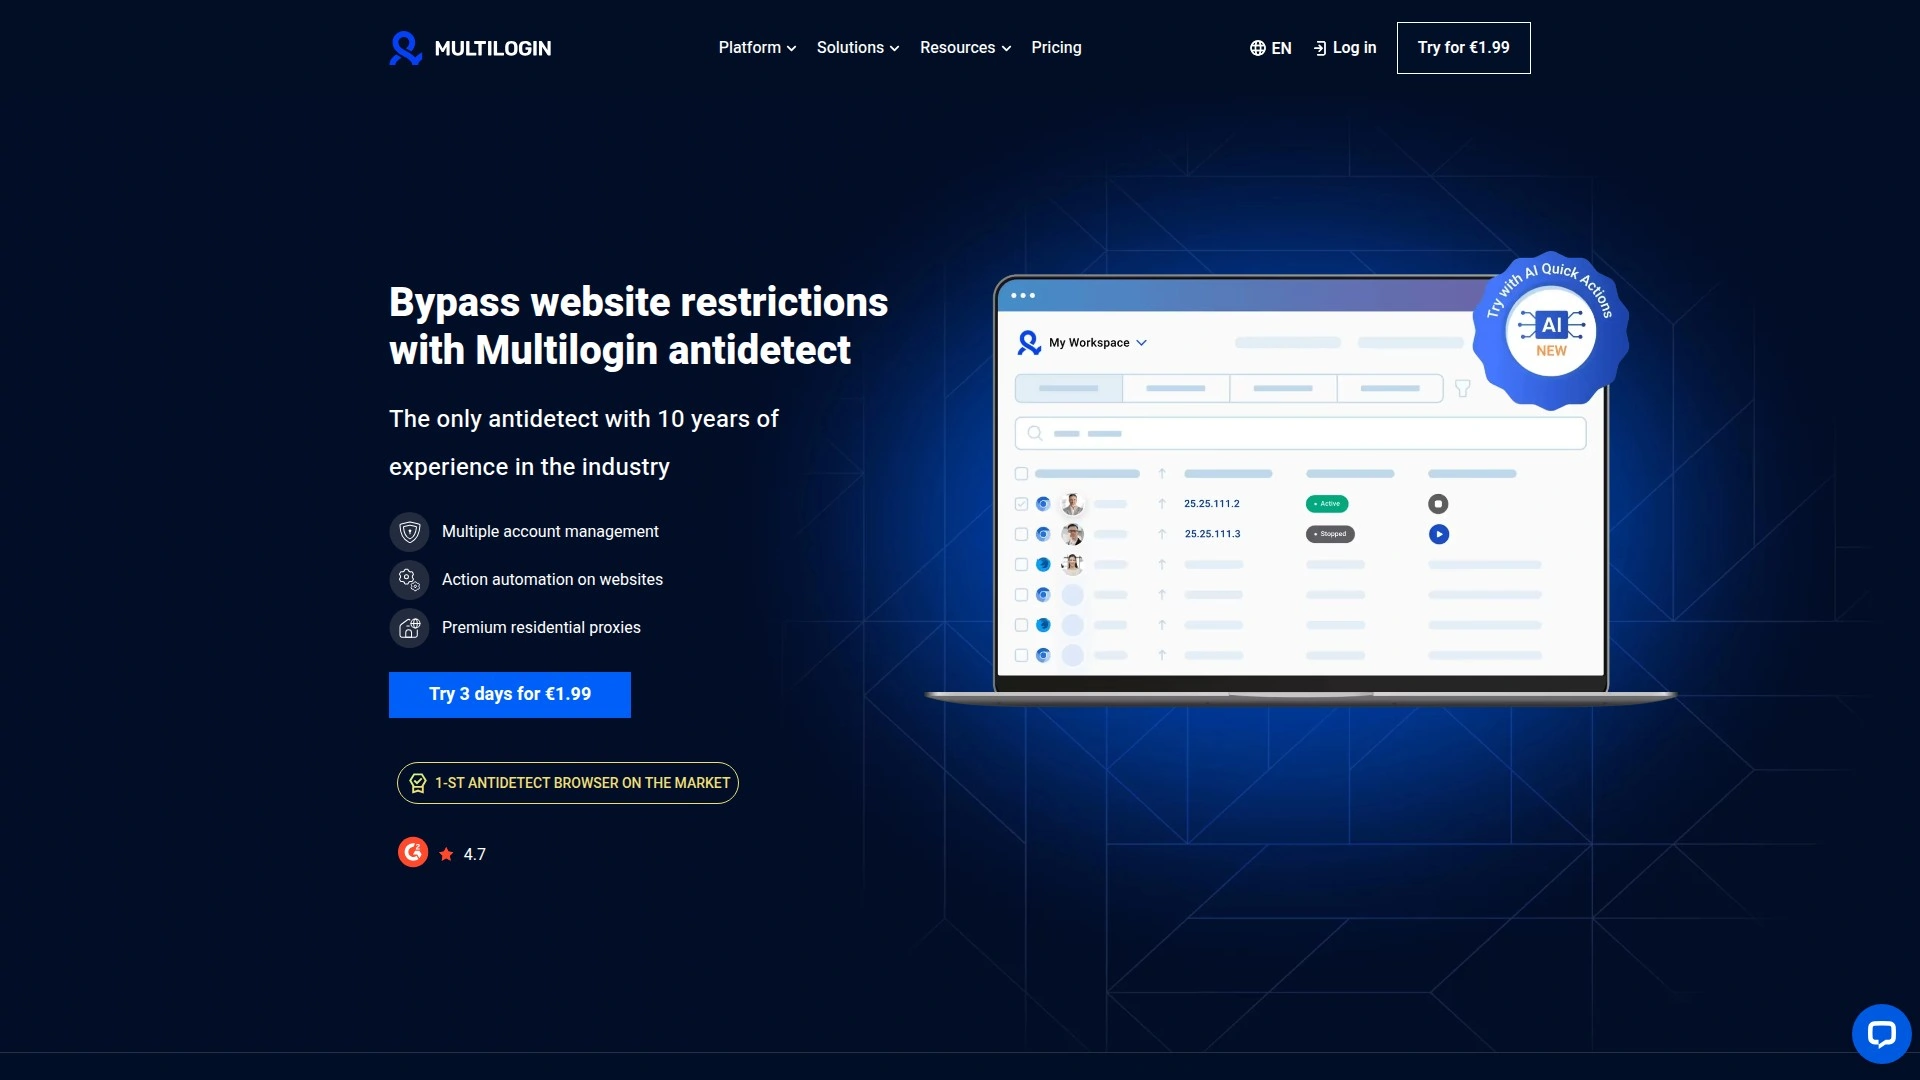 MULTILOGIN
Platform
Solutions
Resources
Pricing
EN
Log in
Try for €1.99
Bypass website restrictions
with Multilogin antidetect
The only antidetect with 10 years of
experience in the industry
Multiple account management
Action automation on websites
Premium residential proxies
Try 3 days for €1.99
1-ST ANTIDETECT BROWSER ON THE MARKET
G2
4.7
Try with AI Quick Actions
AI
NEW
My Workspace
25.25.111.2
Active
25.25.111.3
Stopped